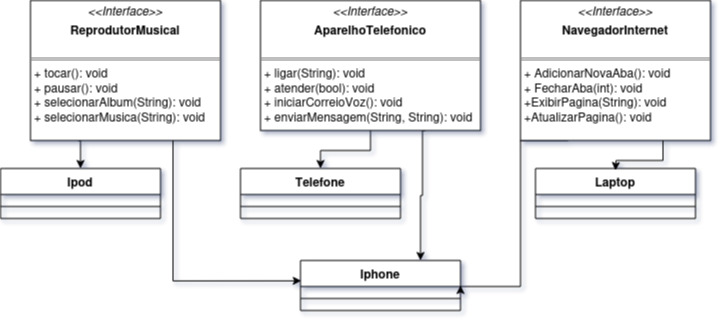 <<Interface>>
ReprodutorMusical
+ tocar(): void
+ pausar(): void
+ selecionarAlbum(String): void
+ selecionarMusica(String): void
<<Interface>>
AparelhoTelefonico
+ ligar(String): void
+ atender(bool): void
+ iniciarCorreioVoz(): void
+ enviarMensagem(String, String): void
<<Interface>>
NavegadorInternet
+ AdicionarNovaAba(): void
+ FecharAba(int): void
+ExibirPagina(String): void
+AtualizarPagina(): void
Ipod
Telefone
Laptop
Iphone